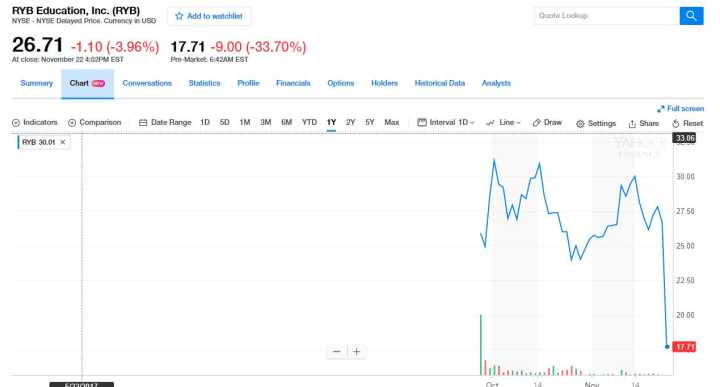 RYB Education, Inc. (RYB)
NYSE - NYSE Delayed Price. Currency in USD
Add to watchlist
Quote Lookup
26.71 -1.10 (-3.96%) 17.71 -9.00 (-33.70%)
At close: November 22 4:02PM EST Pre-Market: 6:42AM EST
Summary Chart NEW Conversations Statistics Profile Financials Options Holders Historical Data Analysts
Full screen
Indicators Comparison Date Range 1D 5D 1M 3M 6M YTD 1Y 2Y 5Y Max Interval 1D Line Draw Settings Share Reset
RYB 30.01 ×
33.06
YAHOO!
FINANCE
30.00
27.50
25.00
22.50
20.00
17.71
5/23/2017
Oct 14 Nov 14